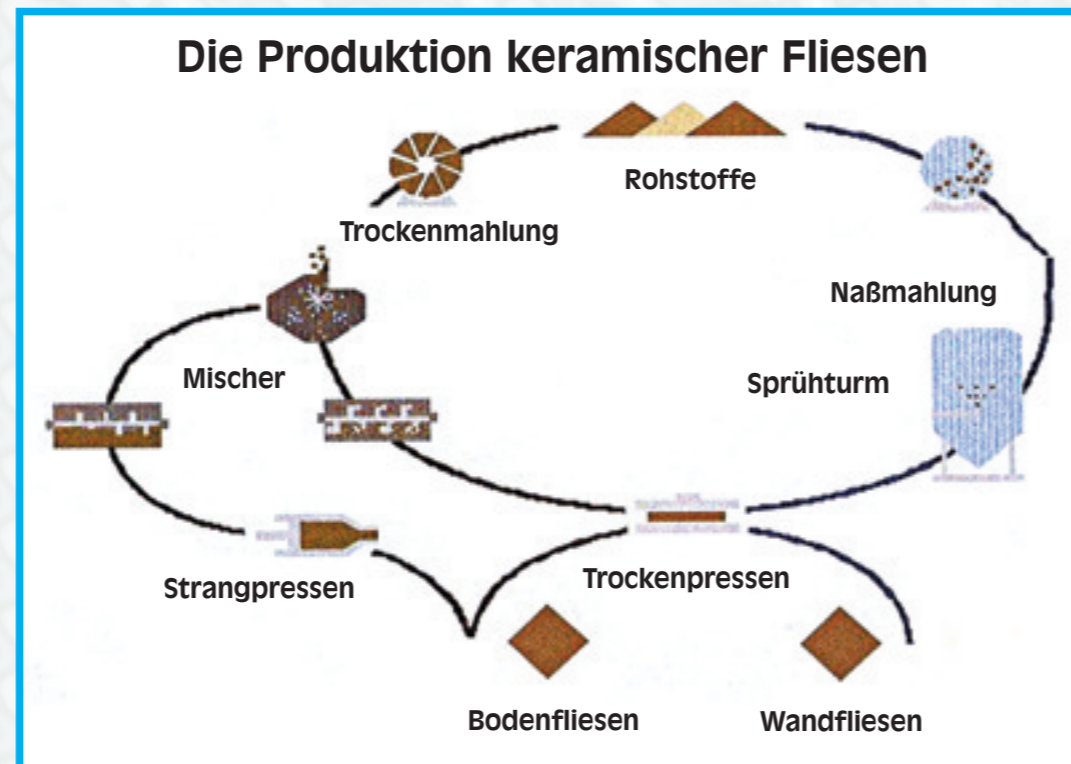 Die Produktion keramischer Fliesen
Rohstoffe
Trockenmahlung
Naßmahlung
Mischer
Sprühturm
Strangpressen
Trockenpressen
Bodenfliesen
Wandfliesen